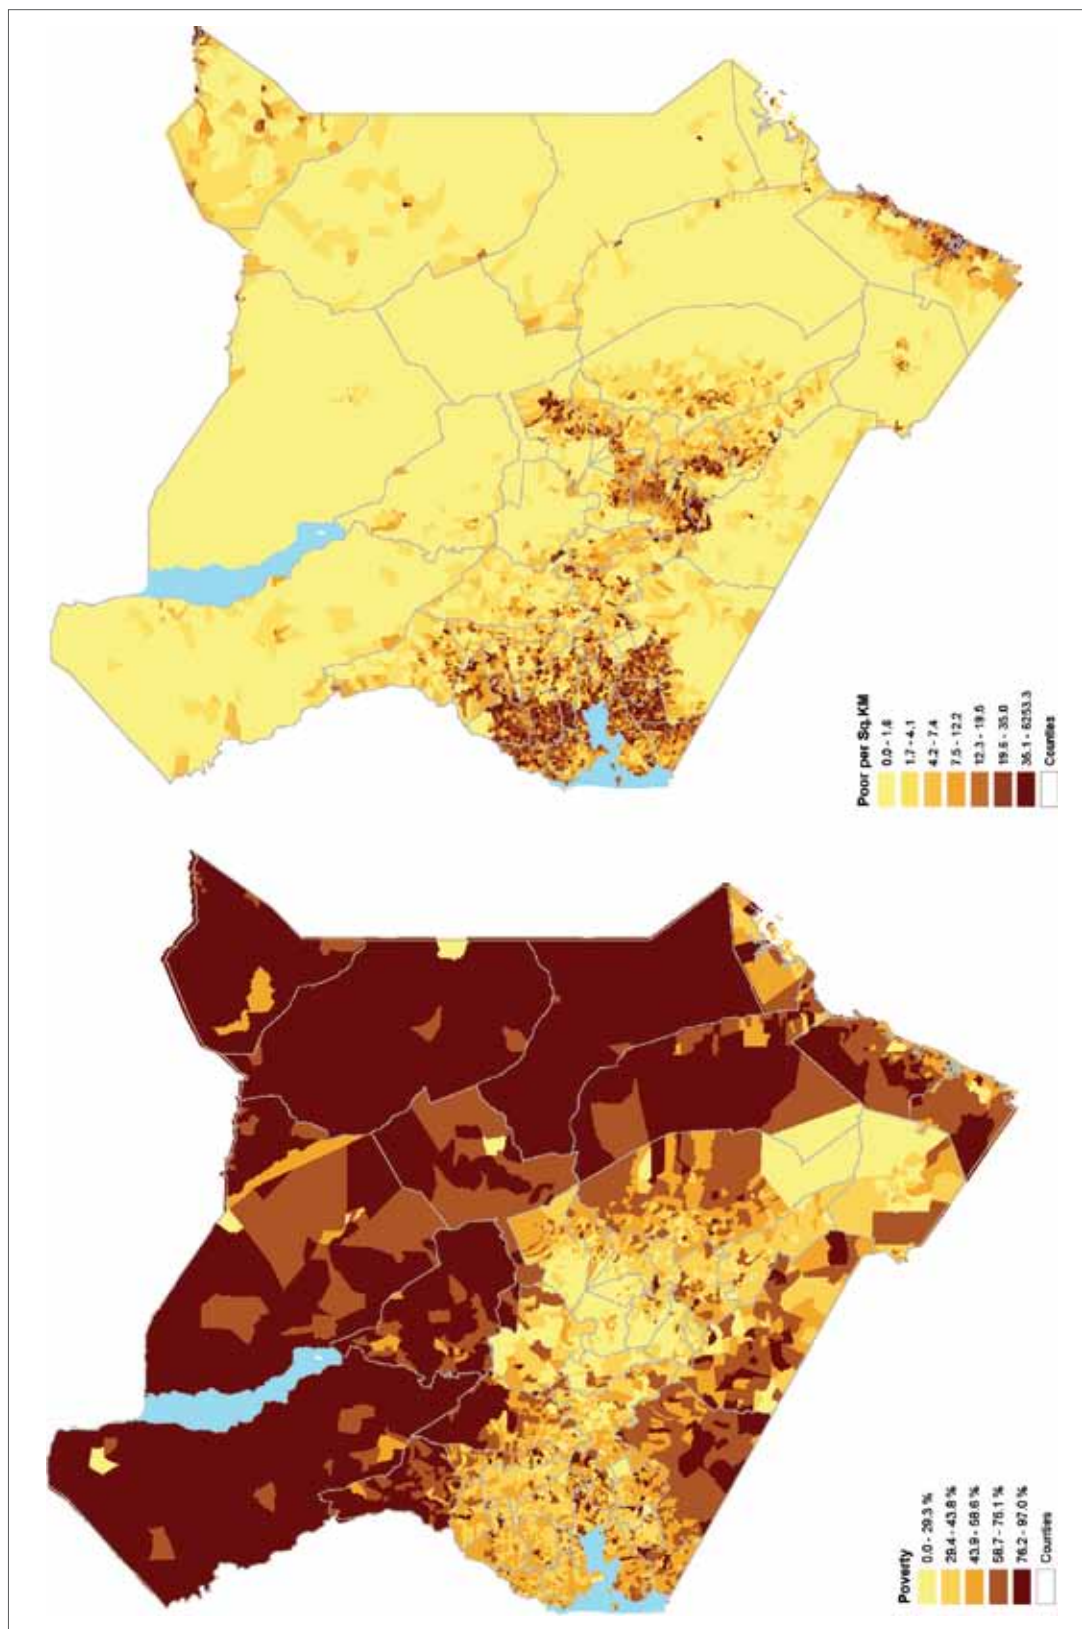 Poor per Sq.KM
0.0 - 1.6
1.7 - 4.1
4.2 - 7.4
7.5 - 12.2
12.3 - 19.5
19.6 - 35.0
35.1 - 6253.3
Counties
Poverty
0.0 - 29.3 %
29.4 - 43.8 %
43.9 - 58.6 %
58.7 - 75.1 %
76.2 - 97.0 %
Counties